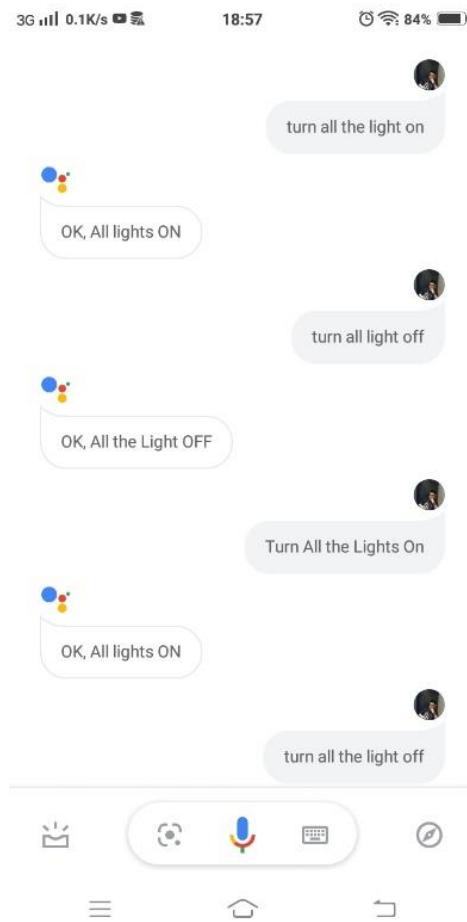 3G 0.1K/s 18:57 84%
turn all the light on
OK, All lights ON
turn all light off
OK, All the Light OFF
Turn All the Lights On
OK, All lights ON
turn all the light off